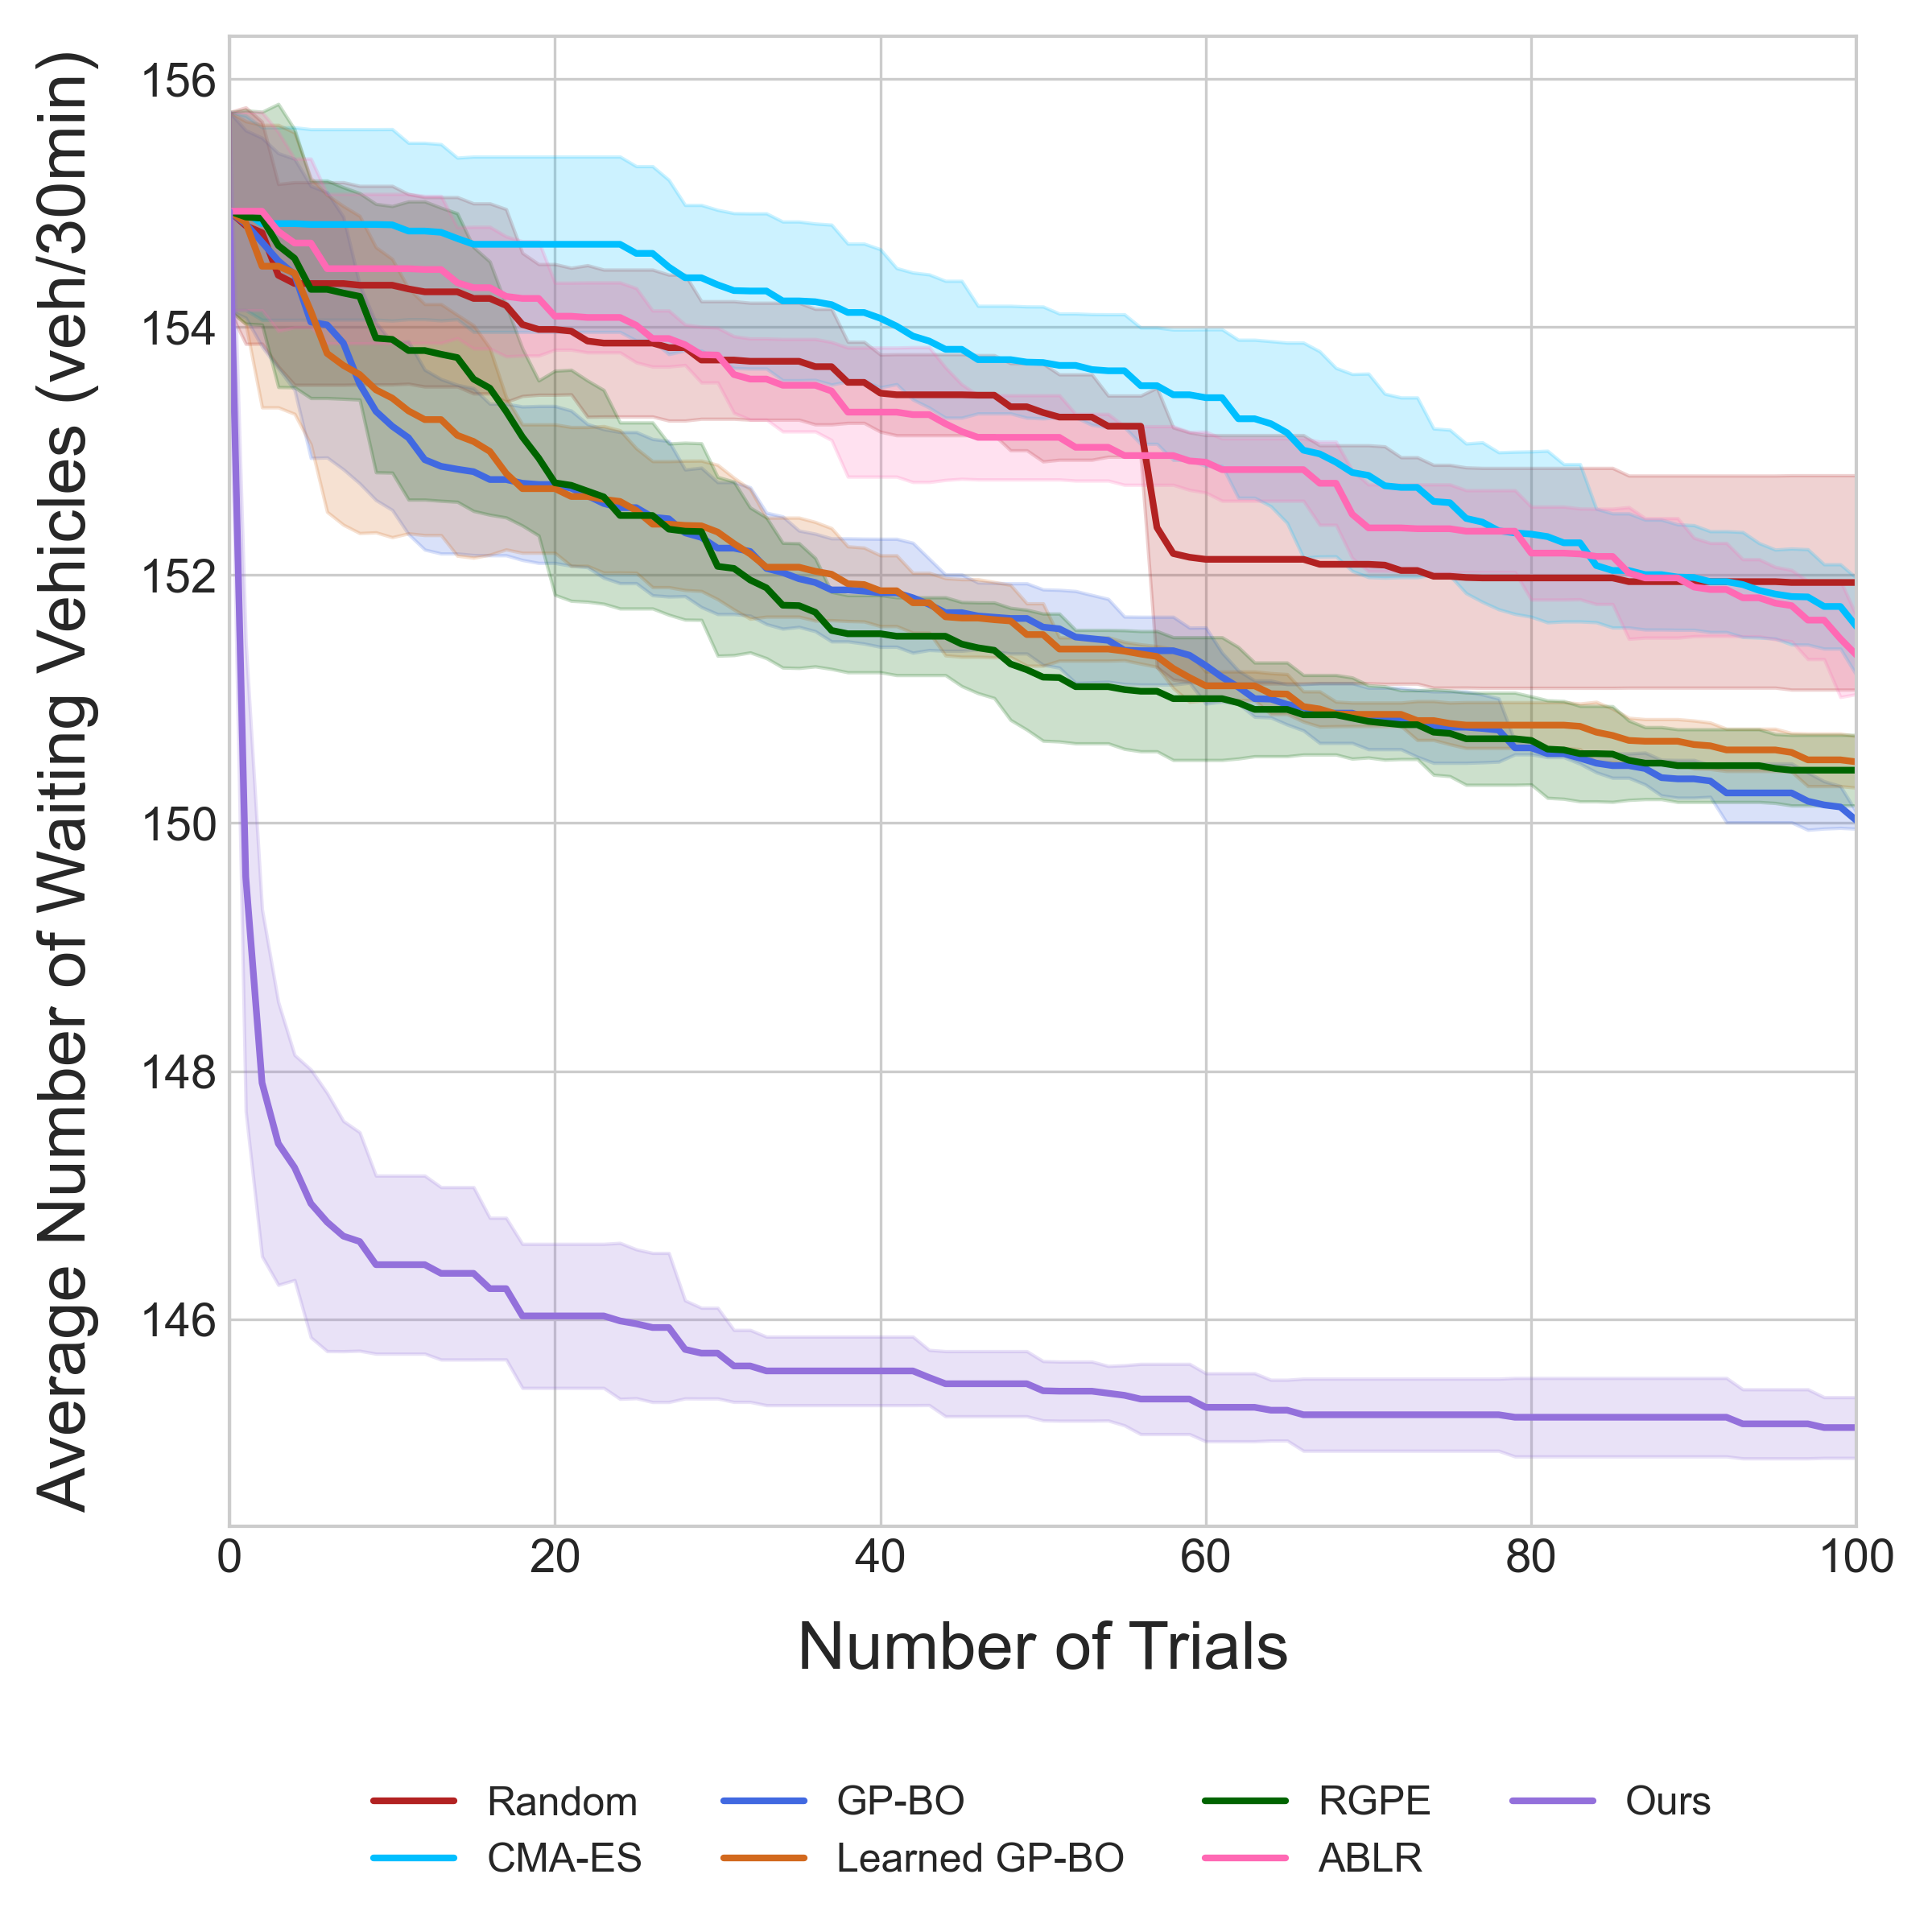 Average Number of Waiting Vehicles (veh/30min)
156
154
152
150
148
146
0 20 40 60 80 100
Number of Trials
Random GP-BO RGPE Ours
CMA-ES Learned GP-BO ABLR